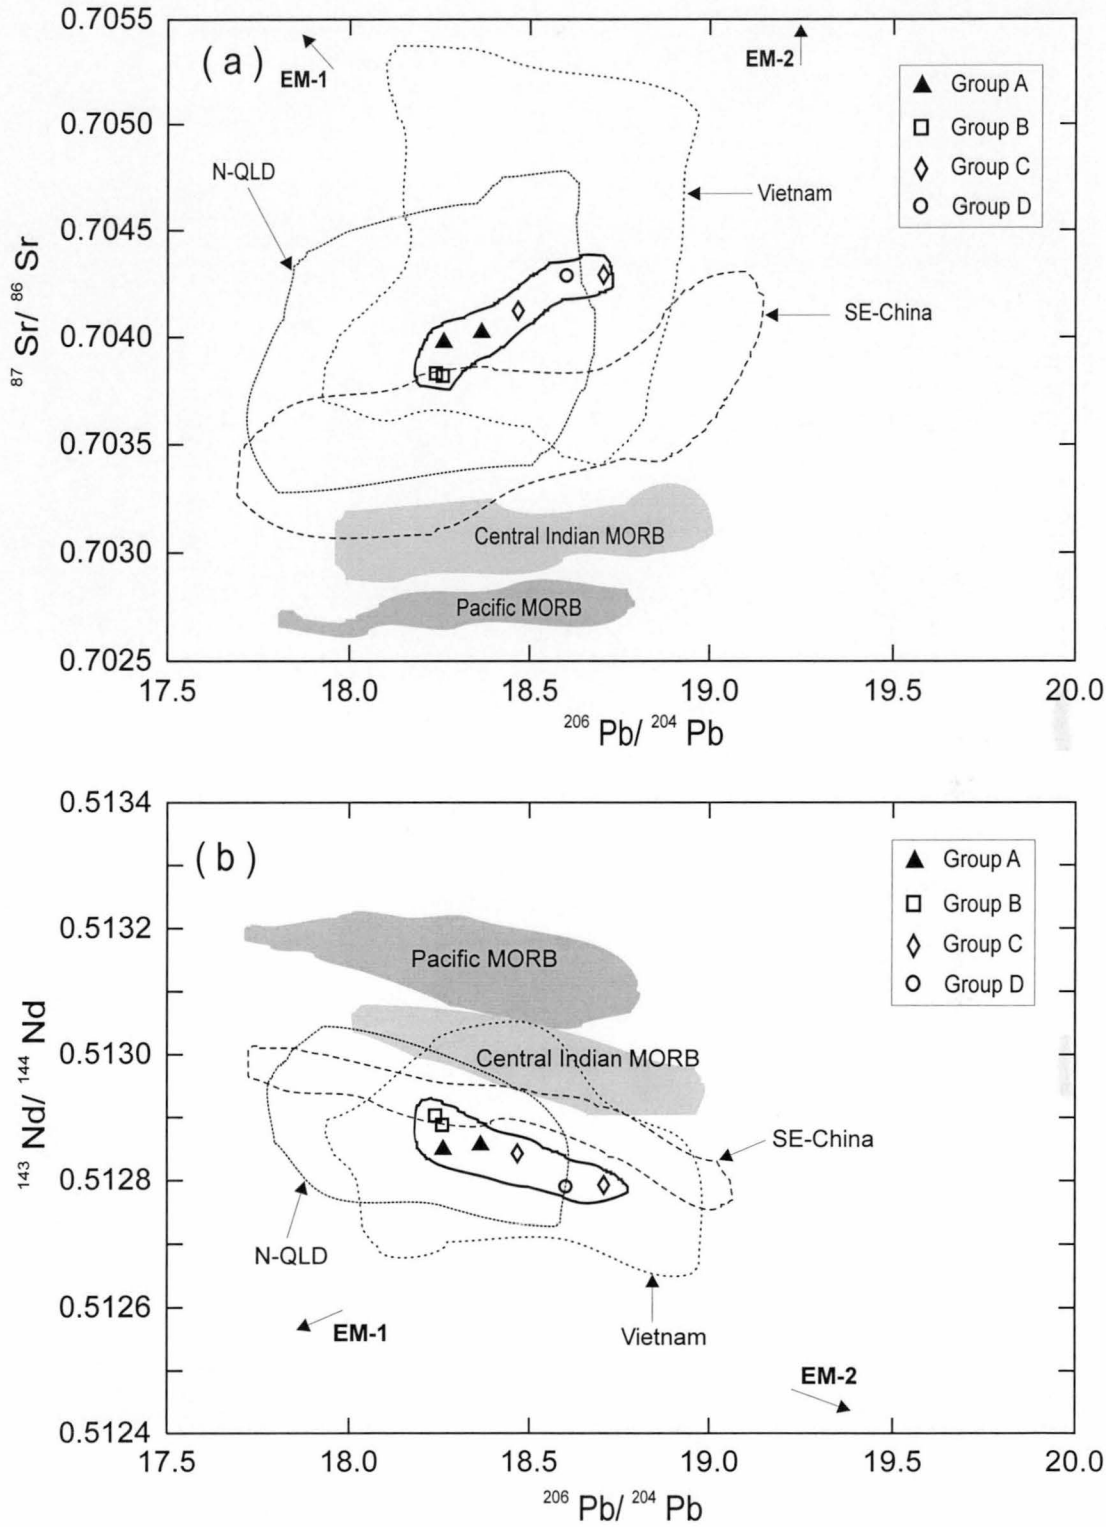 0.7055
0.7050
0.7045
0.7040
0.7035
0.7030
0.7025
87 Sr/ 86 Sr
( a )
EM-1
EM-2
Group A
Group B
Group C
Group D
N-QLD
Vietnam
SE-China
Central Indian MORB
Pacific MORB
17.5 18.0 18.5 19.0 19.5 20.0
206 Pb/ 204 Pb
0.5134
0.5132
0.5130
0.5128
0.5126
0.5124
143 Nd/ 144 Nd
( b )
Group A
Group B
Group C
Group D
Pacific MORB
Central Indian MORB
SE-China
N-QLD
EM-1
Vietnam
EM-2
17.5 18.0 18.5 19.0 19.5 20.0
206 Pb/ 204 Pb